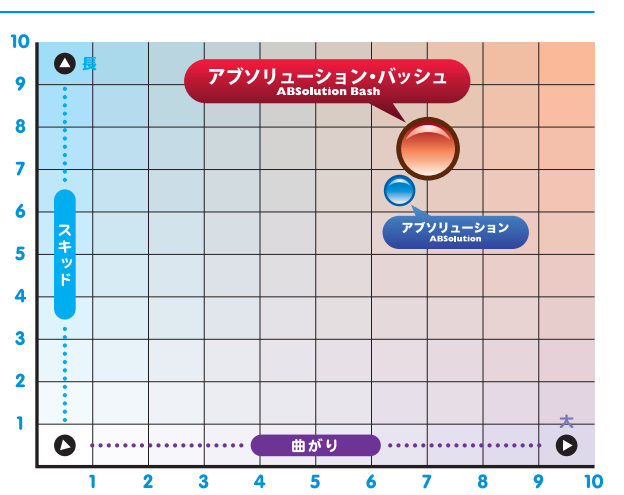 10
9
長
アブソリューション・バッシュ
ABSolution Bash
8
7
6
アブソリューション
ABSolution
スキッド
5
4
3
2
1
大
曲がり
1 2 3 4 5 6 7 8 9 10